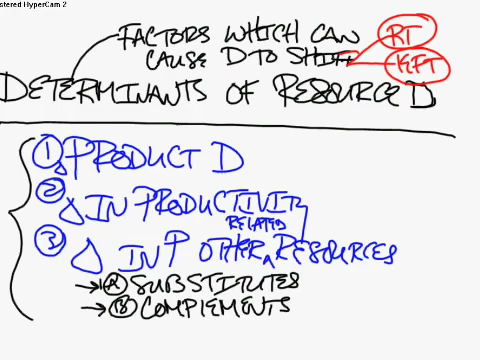 stered HyperCam 2
FACTORS WHICH CAN RT
CAUSE D TO SHIFT LEFT
DETERMINANTS OF RESOURCE D
① Δ PRODUCT D
② Δ IN PRODUCTIVITY
RELATED
③ Δ IN P OTHER ^ RESOURCES
→ Ⓐ SUBSTITUTES
→ Ⓑ COMPLEMENTS